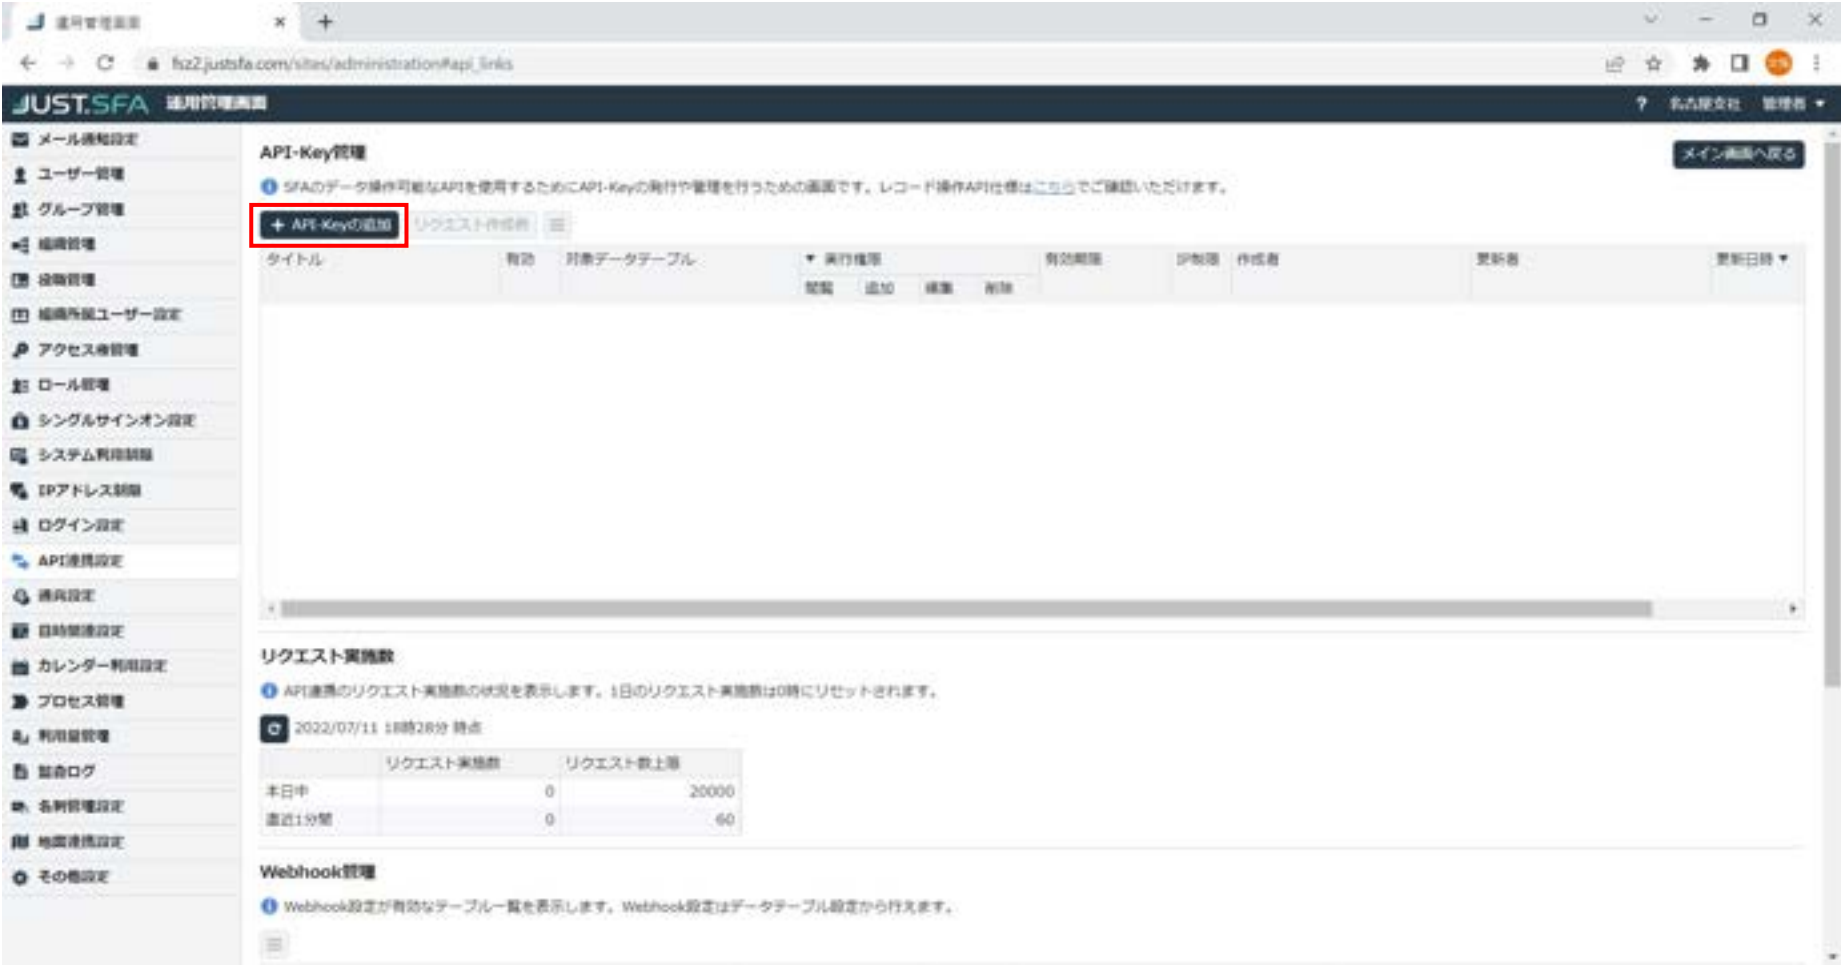 運用管理画面
fsz2.justsfa.com/sites/administration#api_links
JUST.SFA 運用管理画面
? 名古屋支社 管理者 ▼
メール通知設定
ユーザー管理
グループ管理
組織管理
役職管理
組織所属ユーザー設定
アクセス権管理
ロール管理
シングルサインオン設定
システム利用制限
IPアドレス制限
ログイン設定
API連携設定
日時関連設定
カレンダー利用設定
プロセス管理
利用量管理
監査ログ
名刺管理設定
地図連携設定
その他設定
API-Key管理
メイン画面へ戻る
SFAのデータ操作可能なAPIを使用するためにAPI-Keyの発行や管理を行うための画面です。レコード操作API仕様はこちらでご確認いただけます。
+ API-Keyの追加 リクエスト作成例
タイトル 有効 対象データテーブル ▼ 実行権限 有効期限 IP制限 作成者 更新者 更新日時 ▼
閲覧 追加 編集 削除
リクエスト実施数
API連携のリクエスト実施数の状況を表示します。1日のリクエスト実施数は0時にリセットされます。
2022/07/11 18時28分 時点
リクエスト実施数 リクエスト数上限
本日中 0 20000
直近1分間 0 60
Webhook管理
Webhook設定が有効なテーブル一覧を表示します。Webhook設定はデータテーブル設定から行えます。